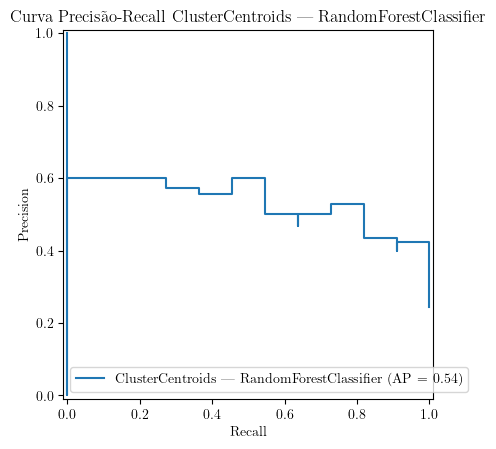 Curva Precisão-Recall ClusterCentroids — RandomForestClassifier
1.0
0.8
0.6
0.4
0.2
0.0
Precision
ClusterCentroids — RandomForestClassifier (AP = 0.54)
0.0 0.2 0.4 0.6 0.8 1.0
Recall